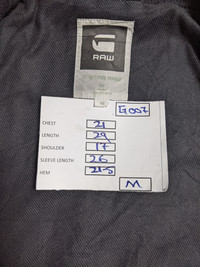 RAW
G007
CHEST 21
LENGTH 29
SHOULDER 17
SLEEVE LENGTH 26
HEM 21.5
M